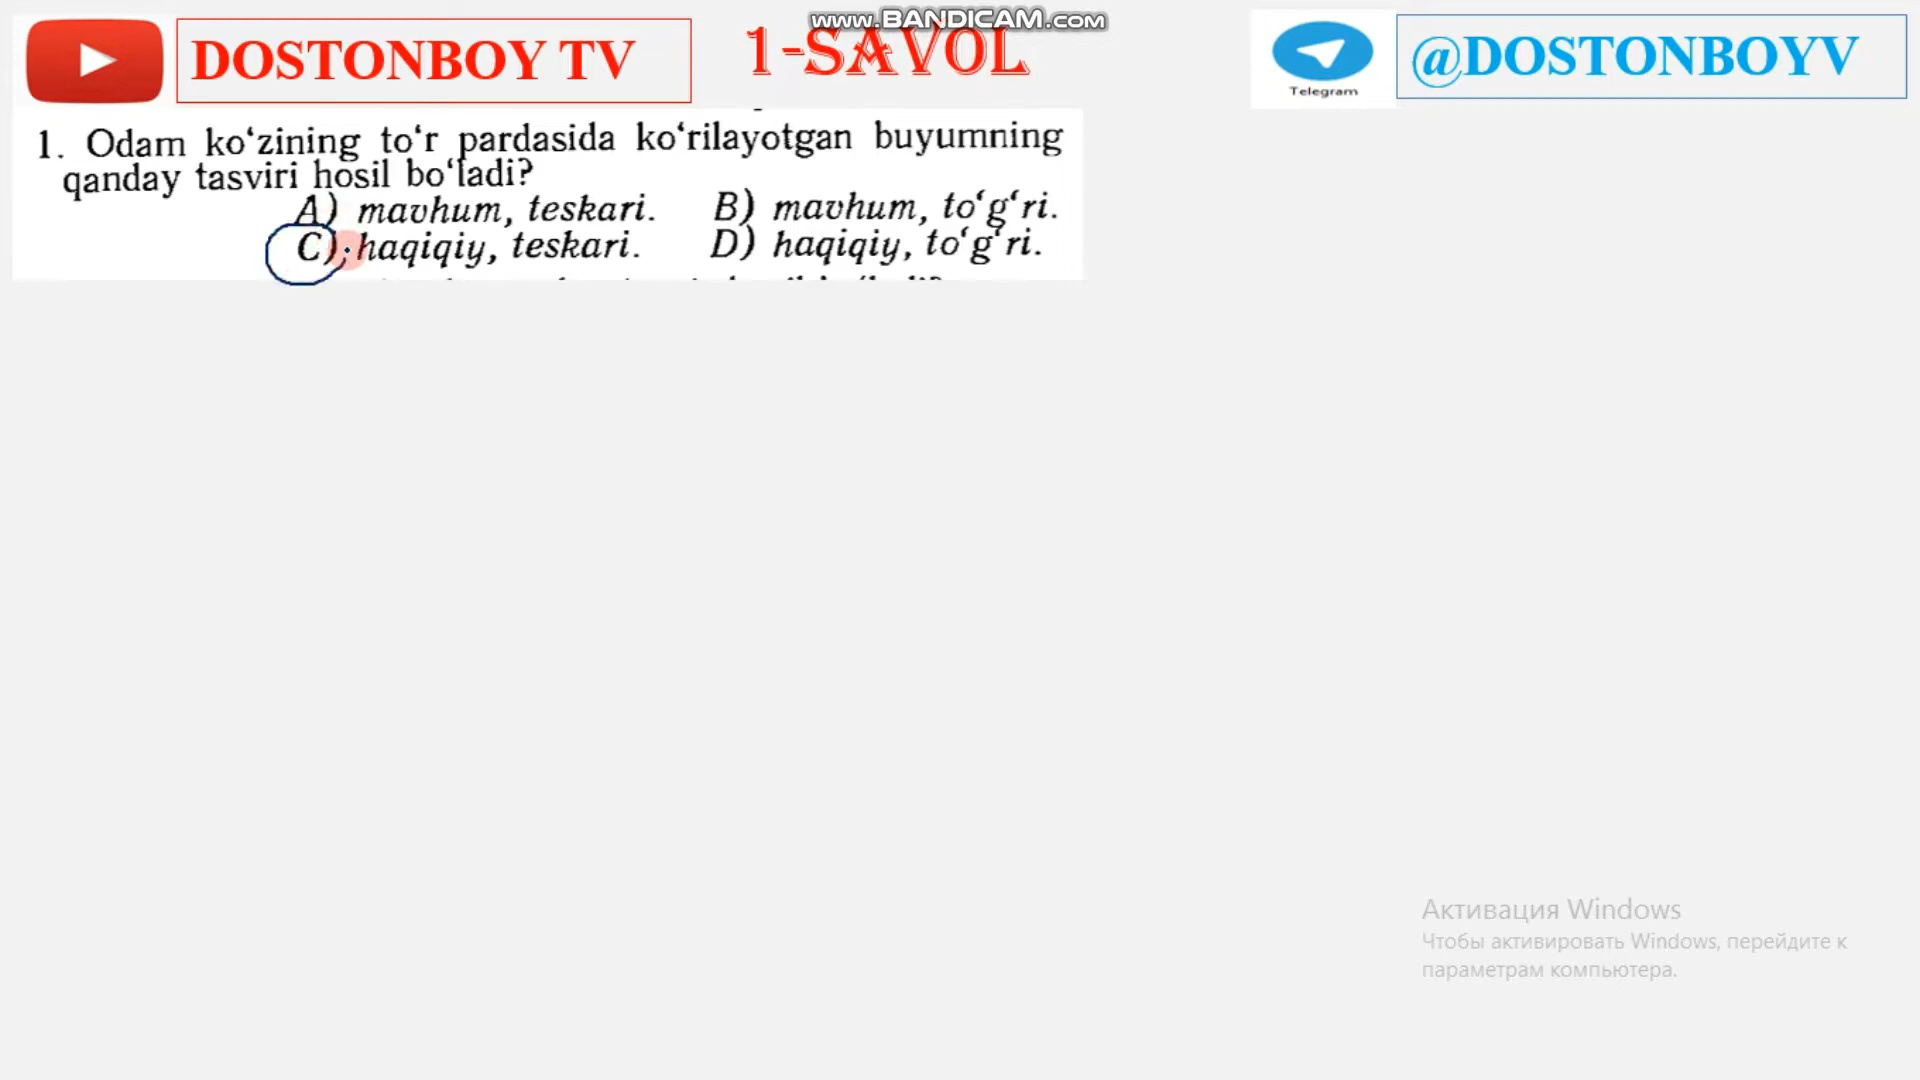 www.BANDICAM.com
DOSTONBOY TV
1-SAVOL
Telegram
@DOSTONBOYV
1. Odam ko‘zining to‘r pardasida ko‘rilayotgan buyumning
qanday tasviri hosil bo‘ladi?
A) mavhum, teskari. B) mavhum, to‘g‘ri.
C) haqiqiy, teskari. D) haqiqiy, to‘g‘ri.
Активация Windows
Чтобы активировать Windows, перейдите к
параметрам компьютера.